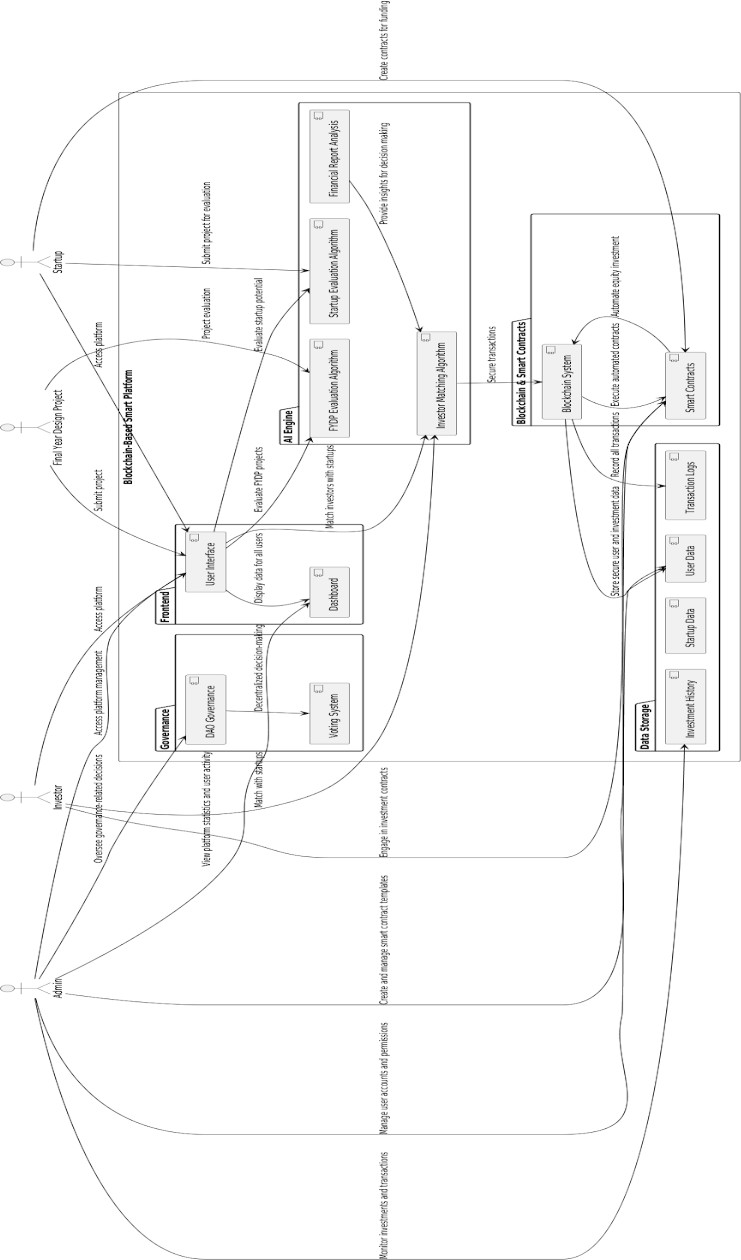 Admin
Investor
Final Year Design Project
Startup
Oversee governance-related decisions
Access platform management
Access platform
Submit project
Access platform
Blockchain-Based Smart Platform
Governance
Frontend
DAO Governance
User Interface
View platform statistics and user activity
Project evaluation
Submit project for evaluation
Match with startups
Decentralized decision-making
Display data for all users
Evaluate FYDP projects
Evaluate startup potential
AI Engine
Voting System
Dashboard
Match investors with startups
FYDP Evaluation Algorithm
Startup Evaluation Algorithm
Financial Report Analysis
Monitor investments and transactions
Manage user accounts and permissions
Create and manage smart contract templates
Engage in investment contracts
Provide insights for decision making
Create contracts for funding
Investor Matching Algorithm
Secure transactions
Blockchain & Smart Contracts
Blockchain System
Store secure user and investment data
Record all transactions
Execute automated contracts
Automate equity investment
Data Storage
Investment History
Startup Data
User Data
Transaction Logs
Smart Contracts